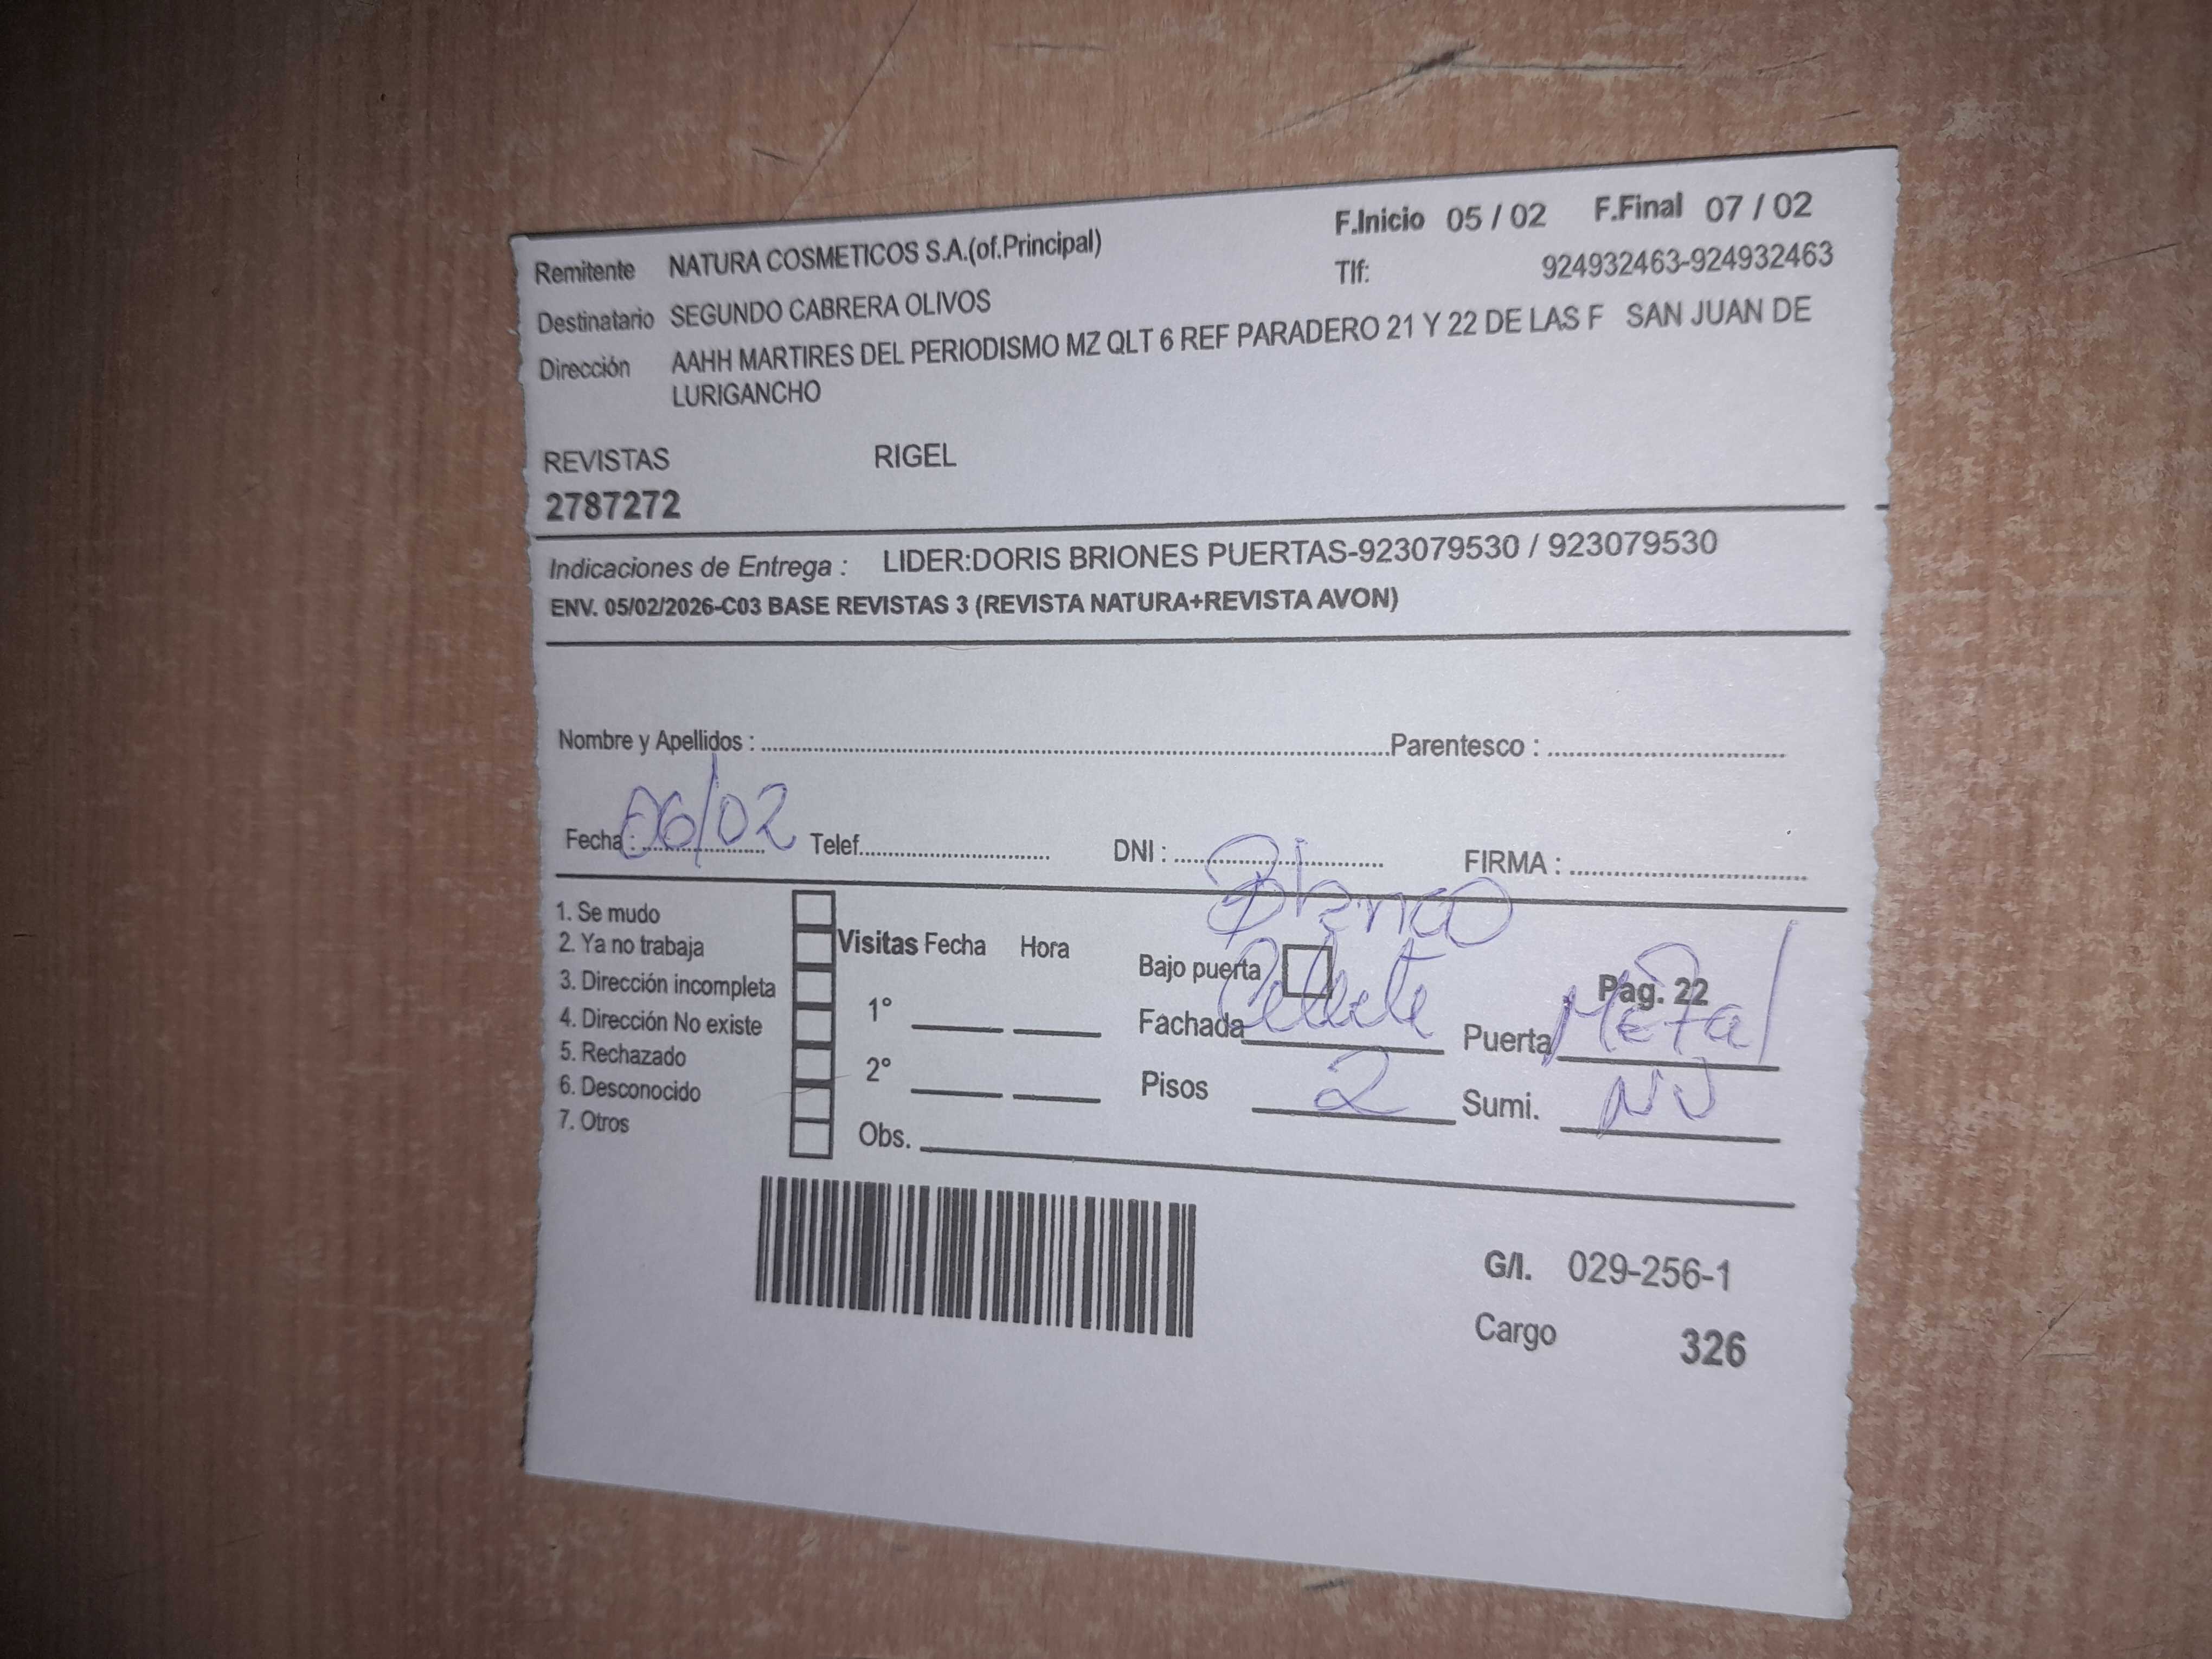 F.Inicio 05 / 02 F.Final 07 / 02
Remitente NATURA COSMETICOS S.A.(of.Principal) Tlf: 924932463-924932463
Destinatario SEGUNDO CABRERA OLIVOS
Dirección AAHH MARTIRES DEL PERIODISMO MZ QLT 6 REF PARADERO 21 Y 22 DE LAS F SAN JUAN DE
LURIGANCHO
REVISTAS RIGEL
2787272
Indicaciones de Entrega : LIDER:DORIS BRIONES PUERTAS-923079530 / 923079530
ENV. 05/02/2026-C03 BASE REVISTAS 3 (REVISTA NATURA+REVISTA AVON)
Nombre y Apellidos : Parentesco :
Fecha : 06/02 Telef. DNI : FIRMA :
Blanco
1. Se mudo
2. Ya no trabaja
3. Dirección incompleta
4. Dirección No existe
5. Rechazado
6. Desconocido
7. Otros
Visitas Fecha Hora
1°
2°
Obs.
Bajo puerta Pag. 22
Fachada Celeste Puerta Metal
Pisos 2 Sumi.
G/I. 029-256-1
Cargo 326